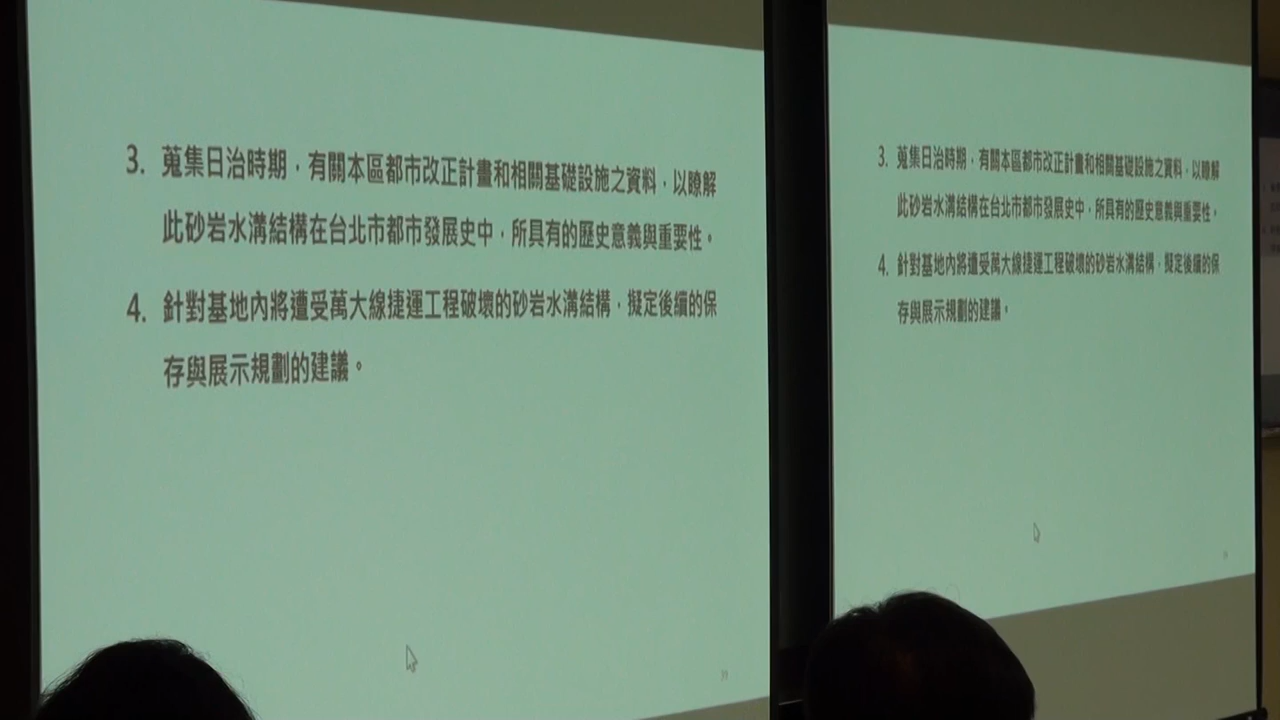 3. 蒐集日治時期，有關本區都市改正計畫和相關基礎設施之資料，以瞭解
此砂岩水溝結構在台北市都市發展史中，所具有的歷史意義與重要性。
4. 針對基地內將遭受萬大線捷運工程破壞的砂岩水溝結構，擬定後續的保
存與展示規劃的建議。
3. 蒐集日治時期，有關本區都市改正計畫和相關基礎設施之資料，以瞭解
此砂岩水溝結構在台北市都市發展史中，所具有的歷史意義與重要性。
4. 針對基地內將遭受萬大線捷運工程破壞的砂岩水溝結構，擬定後續的保
存與展示規劃的建議。